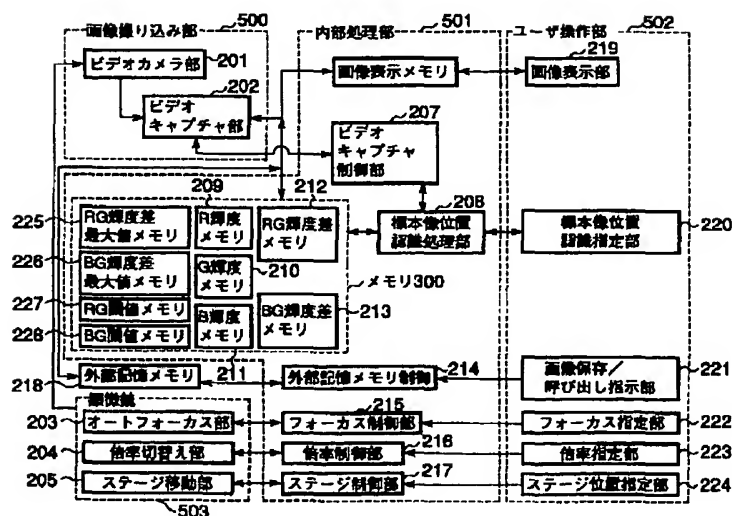 画像撮り込み部
500
内部処理部
501
ユーザ操作部
502
ビデオカメラ部
201
202
ビデオ
キャプチャ部
画像表示メモリ
219
画像表示部
207
ビデオ
キャプチャ
制御部
209
212
208
225
RG輝度差
最大値メモリ
R輝度
メモリ
RG輝度差
メモリ
標本像位置
認識処理部
標本像位置
認識指定部
220
226
BG輝度差
最大値メモリ
G輝度
メモリ
210
メモリ300
227
RG閾値メモリ
B輝度
メモリ
BG輝度差
メモリ
213
228
BG閾値メモリ
211
218
外部記憶メモリ
214
外部記憶メモリ制御
画像保存/
呼び出し指示部
221
顕微鏡
203
オートフォーカス部
215
フォーカス制御部
フォーカス指定部
222
204
倍率切替え部
216
倍率制御部
倍率指定部
223
205
ステージ移動部
217
ステージ制御部
ステージ位置指定部
224
503